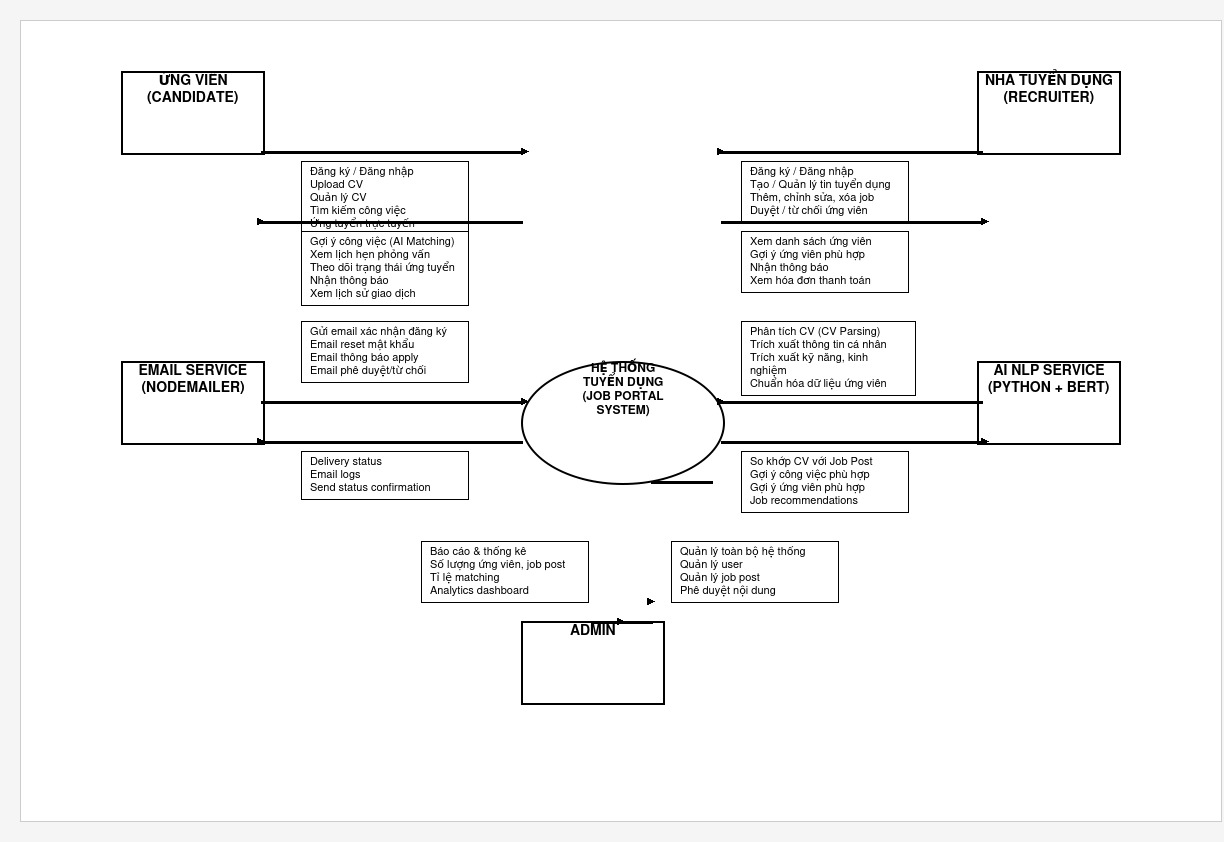 ỨNG VIÊN
(CANDIDATE)
NHÀ TUYỂN DỤNG
(RECRUITER)
Đăng ký / Đăng nhập
Upload CV
Quản lý CV
Tìm kiếm công việc
Ứng tuyển trực tuyến
Đăng ký / Đăng nhập
Tạo / Quản lý tin tuyển dụng
Thêm, chỉnh sửa, xóa job
Duyệt / từ chối ứng viên
Gợi ý công việc (AI Matching)
Xem lịch hẹn phỏng vấn
Theo dõi trạng thái ứng tuyển
Nhận thông báo
Xem lịch sử giao dịch
Xem danh sách ứng viên
Gợi ý ứng viên phù hợp
Nhận thông báo
Xem hóa đơn thanh toán
Gửi email xác nhận đăng ký
Email reset mật khẩu
Email thông báo apply
Email phê duyệt/từ chối
Phân tích CV (CV Parsing)
Trích xuất thông tin cá nhân
Trích xuất kỹ năng, kinh
nghiệm
Chuẩn hóa dữ liệu ứng viên
EMAIL SERVICE
(NODEMAILER)
HỆ THỐNG
TUYỂN DỤNG
(JOB PORTAL
SYSTEM)
AI NLP SERVICE
(PYTHON + BERT)
Delivery status
Email logs
Send status confirmation
So khớp CV với Job Post
Gợi ý công việc phù hợp
Gợi ý ứng viên phù hợp
Job recommendations
Báo cáo & thống kê
Số lượng ứng viên, job post
Tỉ lệ matching
Analytics dashboard
Quản lý toàn bộ hệ thống
Quản lý user
Quản lý job post
Phê duyệt nội dung
ADMIN